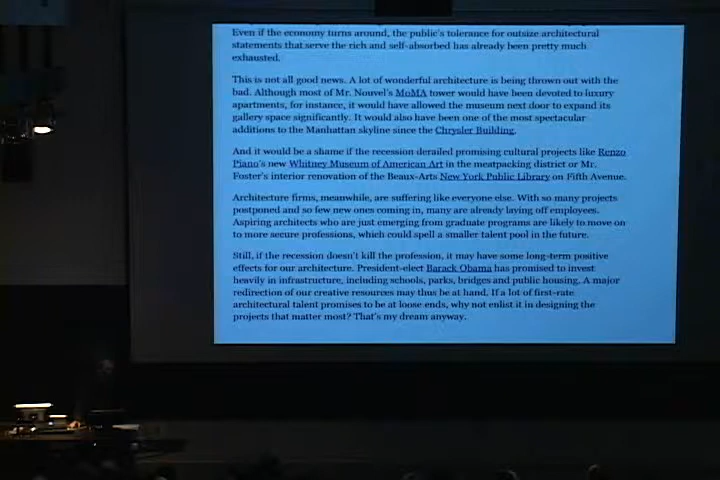 Even if the economy turns around, the public's tolerance for outsize architectural
statements that serve the rich and self-absorbed has already been pretty much
exhausted.
This is not all good news. A lot of wonderful architecture is being thrown out with the
bad. Although most of Mr. Nouvel's MoMA tower would have been devoted to luxury
apartments, for instance, it would have allowed the museum next door to expand its
gallery space significantly. It would also have been one of the most spectacular
additions to the Manhattan skyline since the Chrysler Building.
And it would be a shame if the recession derailed promising cultural projects like Renzo
Piano's new Whitney Museum of American Art in the meatpacking district or Mr.
Foster's interior renovation of the Beaux-Arts New York Public Library on Fifth Avenue.
Architecture firms, meanwhile, are suffering like everyone else. With so many projects
postponed and so few new ones coming in, many are already laying off employees.
Aspiring architects who are just emerging from graduate programs are likely to move on
to more secure professions, which could spell a smaller talent pool in the future.
Still, if the recession doesn't kill the profession, it may have some long-term positive
effects for our architecture. President-elect Barack Obama has promised to invest
heavily in infrastructure, including schools, parks, bridges and public housing. A major
redirection of our creative resources may thus be at hand. If a lot of first-rate
architectural talent promises to be at loose ends, why not enlist it in designing the
projects that matter most? That's my dream anyway.